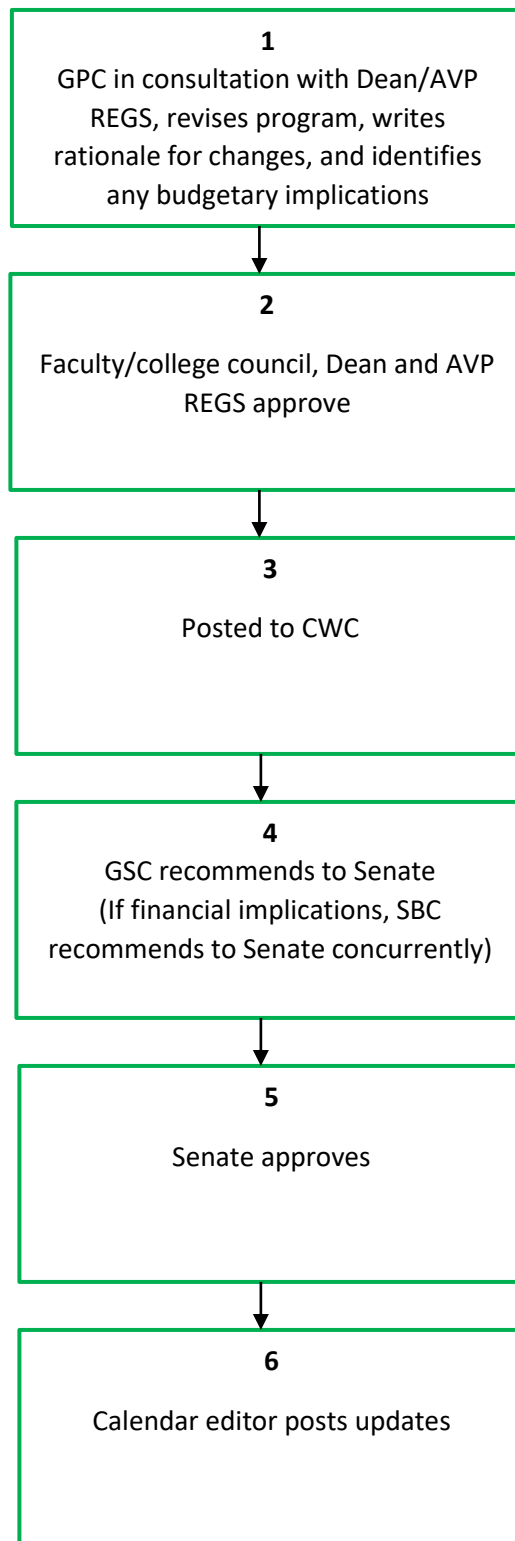 1
GPC in consultation with Dean/AVP
REGS, revises program, writes
rationale for changes, and identifies
any budgetary implications
2
Faculty/college council, Dean and AVP
REGS approve
3
Posted to CWC
4
GSC recommends to Senate
(If financial implications, SBC
recommends to Senate concurrently)
5
Senate approves
6
Calendar editor posts updates